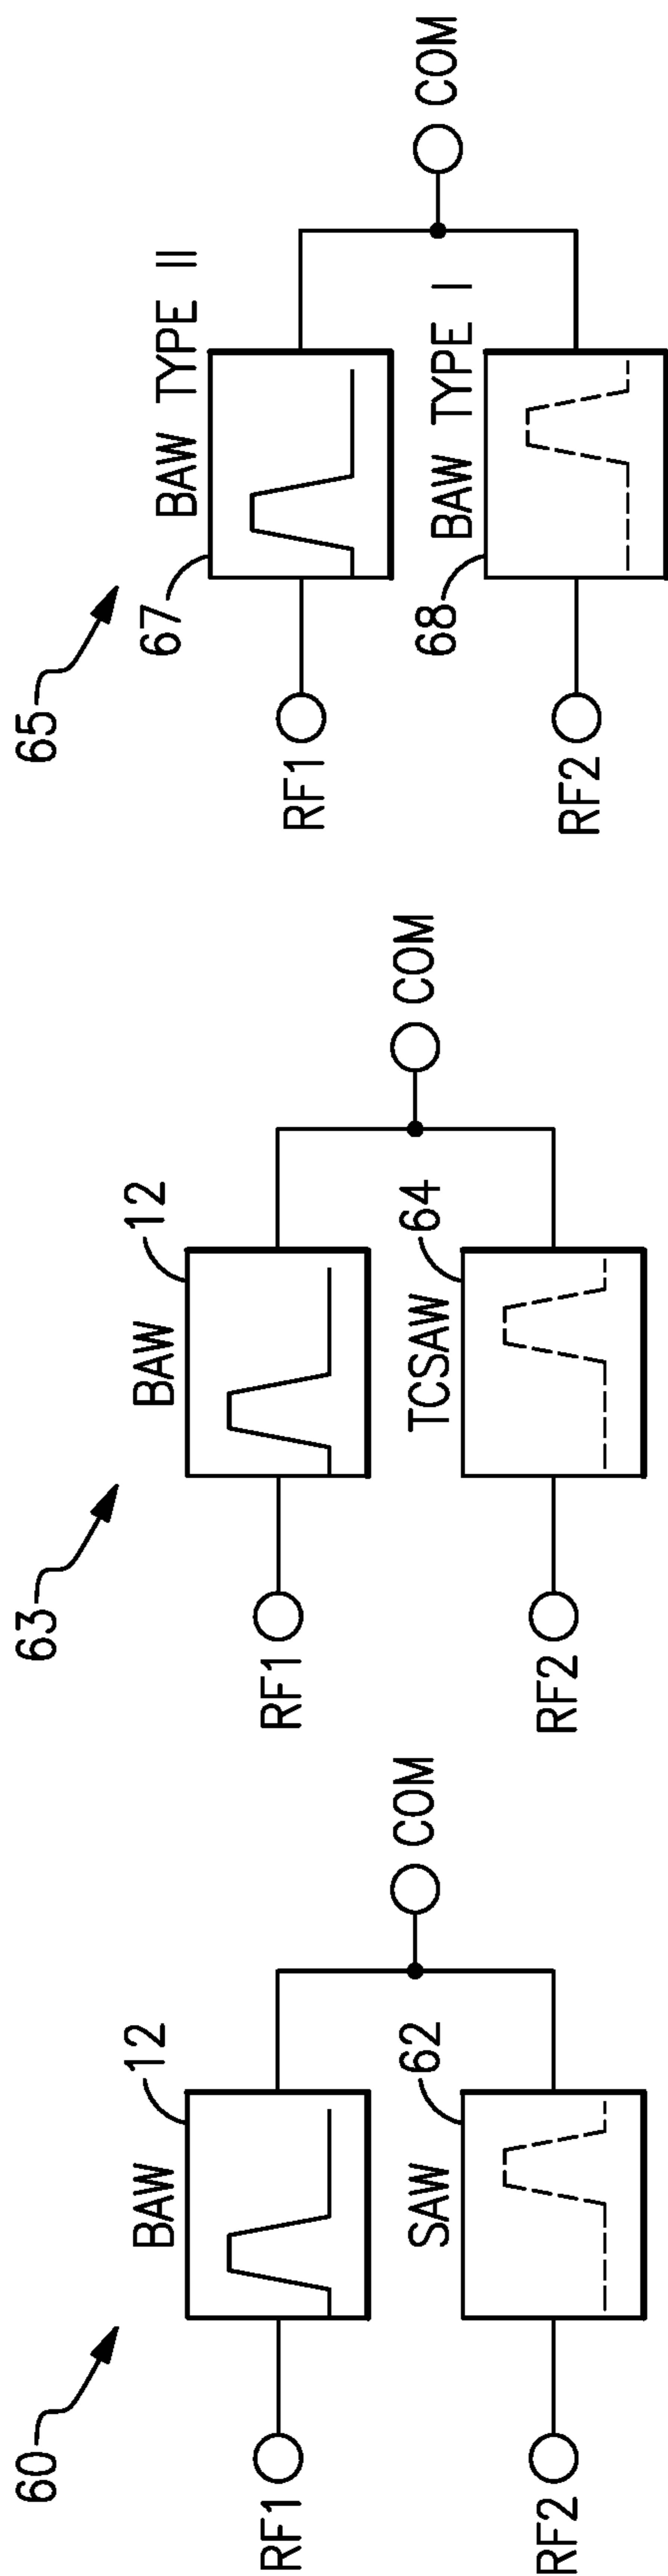 60
BAW
12
RF1
COM
SAW
62
RF2
63
BAW
12
RF1
COM
TCSAW
64
RF2
65
BAW TYPE II
67
RF1
COM
BAW TYPE I
68
RF2